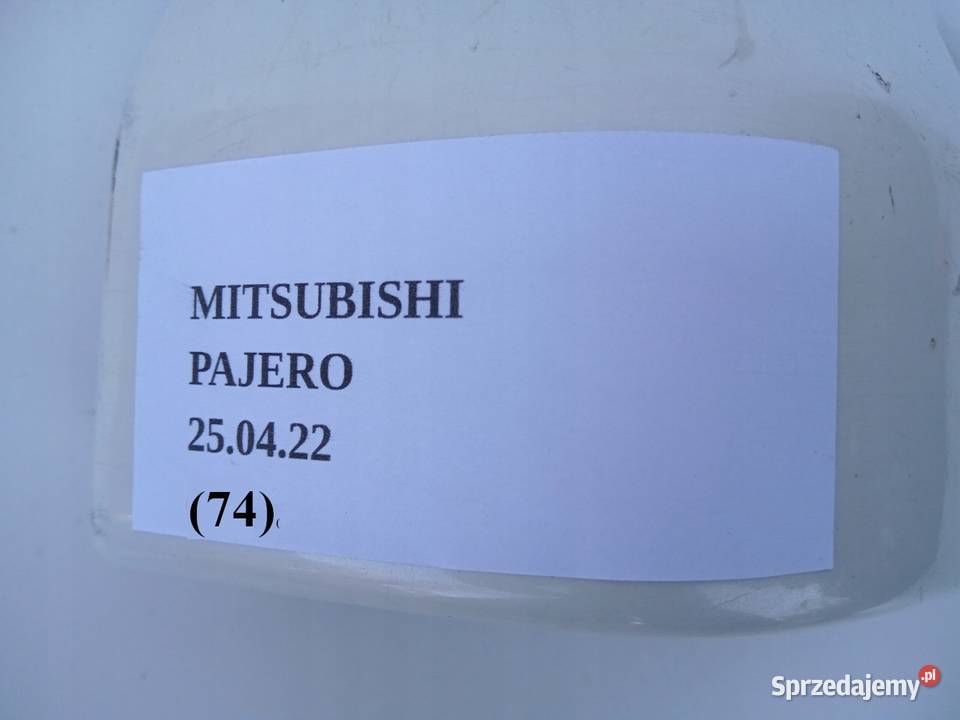 MITSUBISHI
PAJERO
25.04.22
(74)
Sprzedajemy.pl